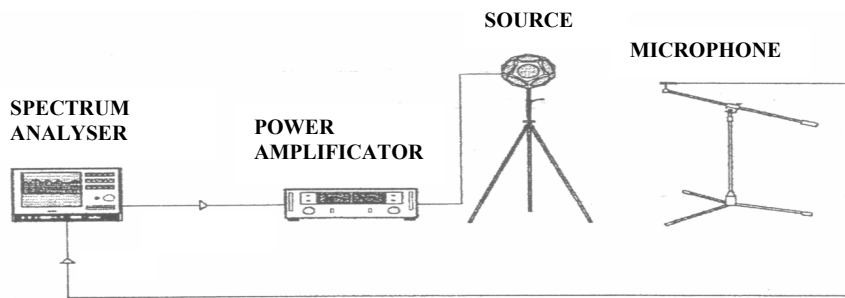 SOURCE
MICROPHONE
SPECTRUM
ANALYSER
POWER
AMPLIFICATOR